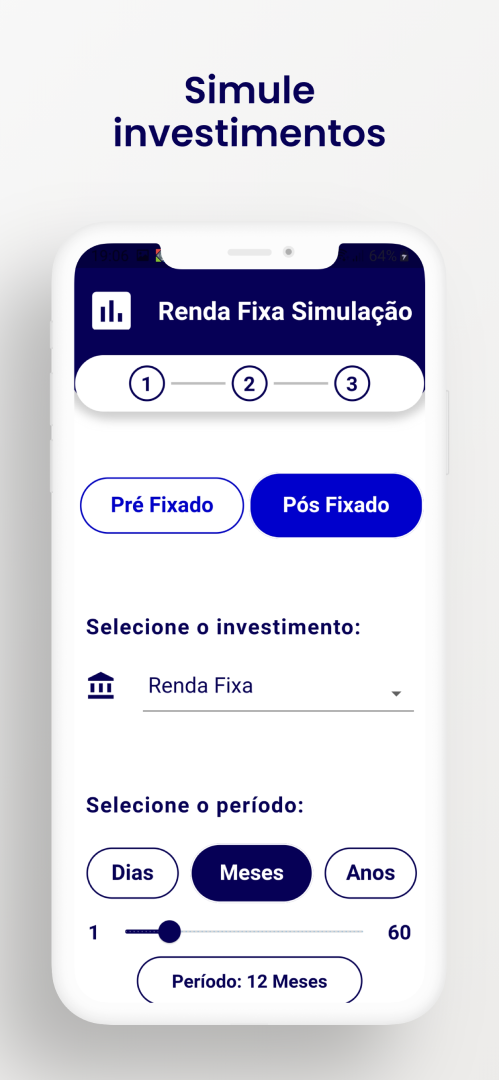 Simule
investimentos
64%
Renda Fixa Simulação
1 2 3
Pré Fixado Pós Fixado
Selecione o investimento:
Renda Fixa
Selecione o período:
Dias Meses Anos
1 60
Período: 12 Meses